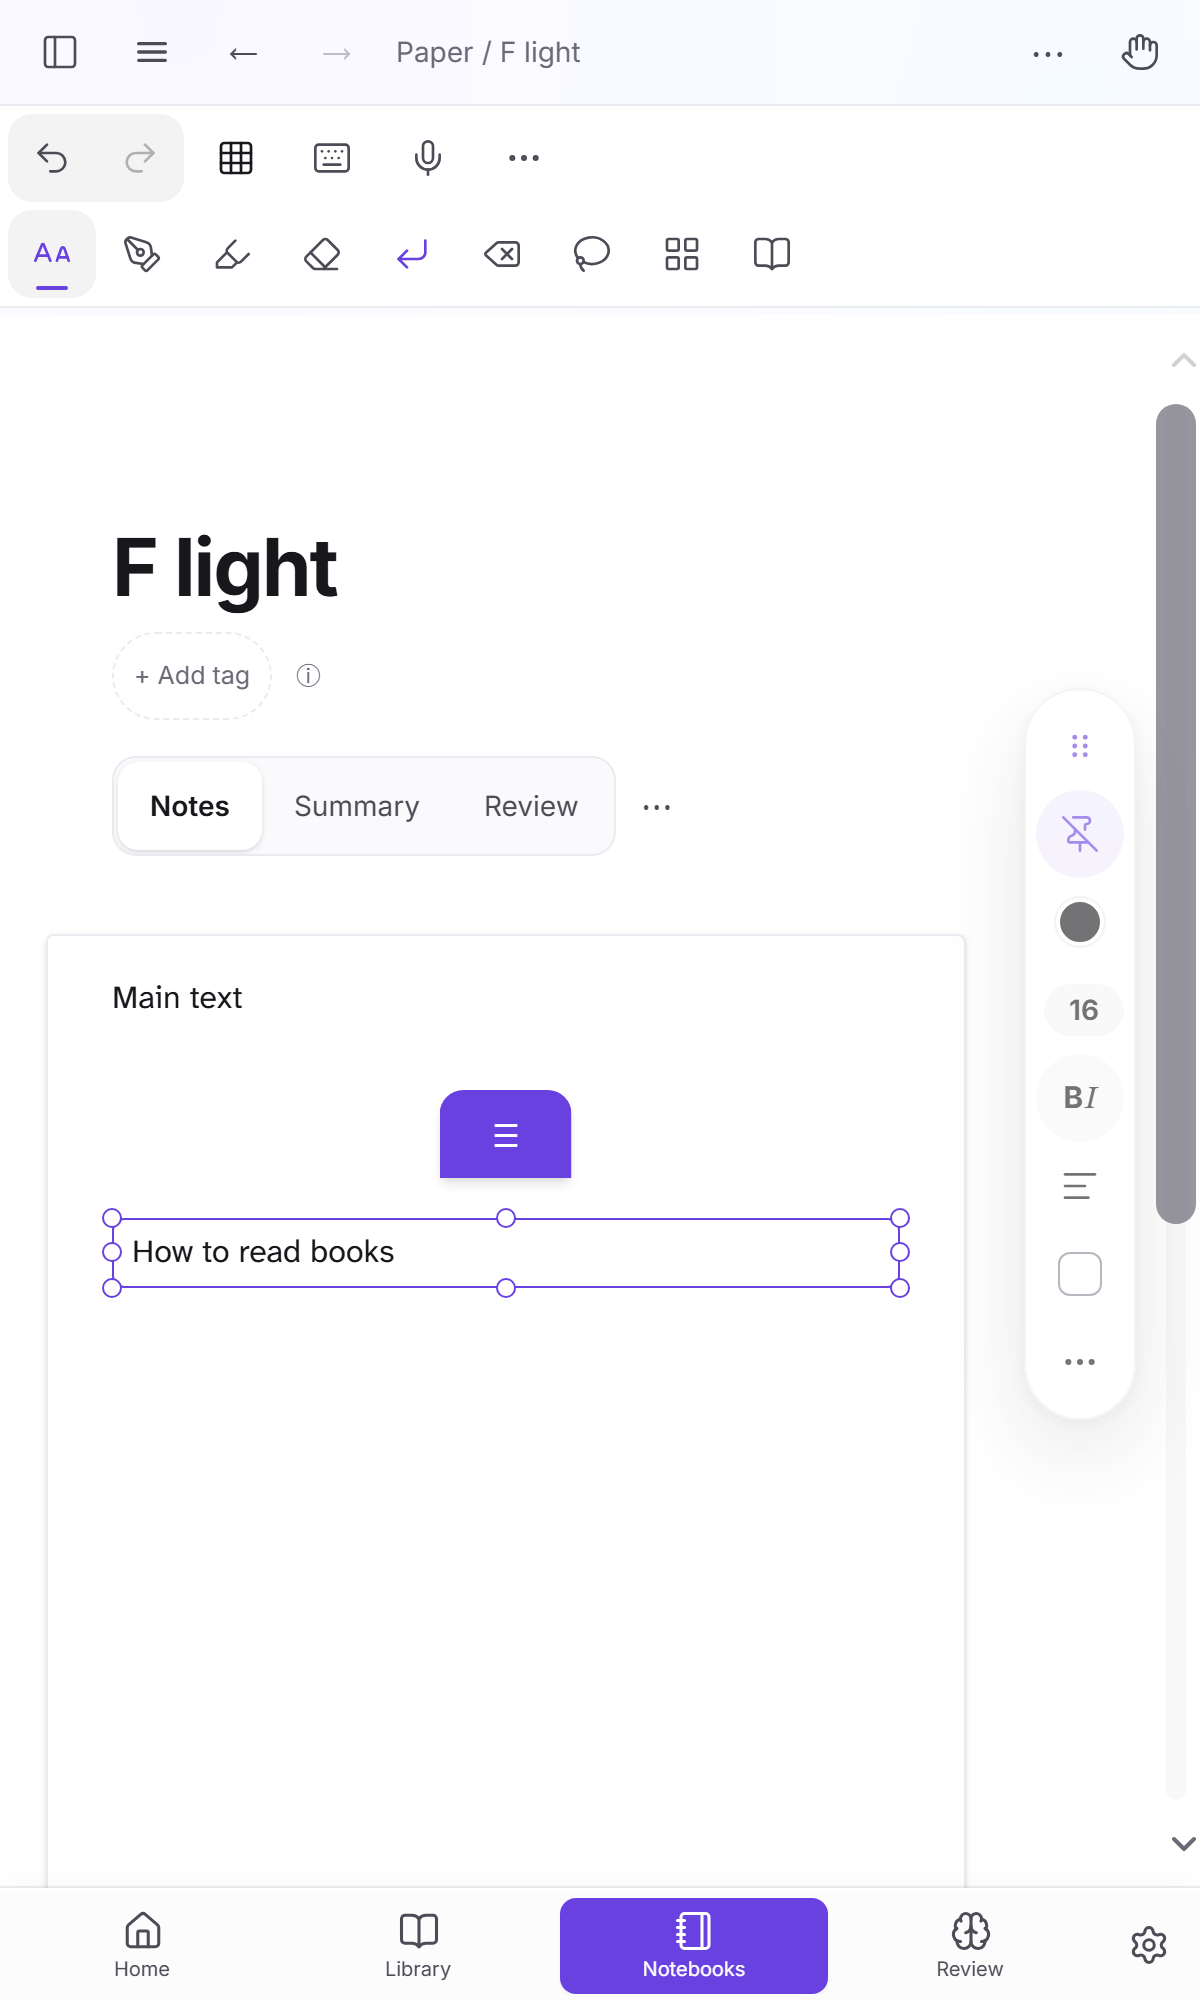 Paper / F light
AA
F light
+ Add tag
Notes
Summary
Review
Main text
16
BI
How to read books
Home
Library
Notebooks
Review